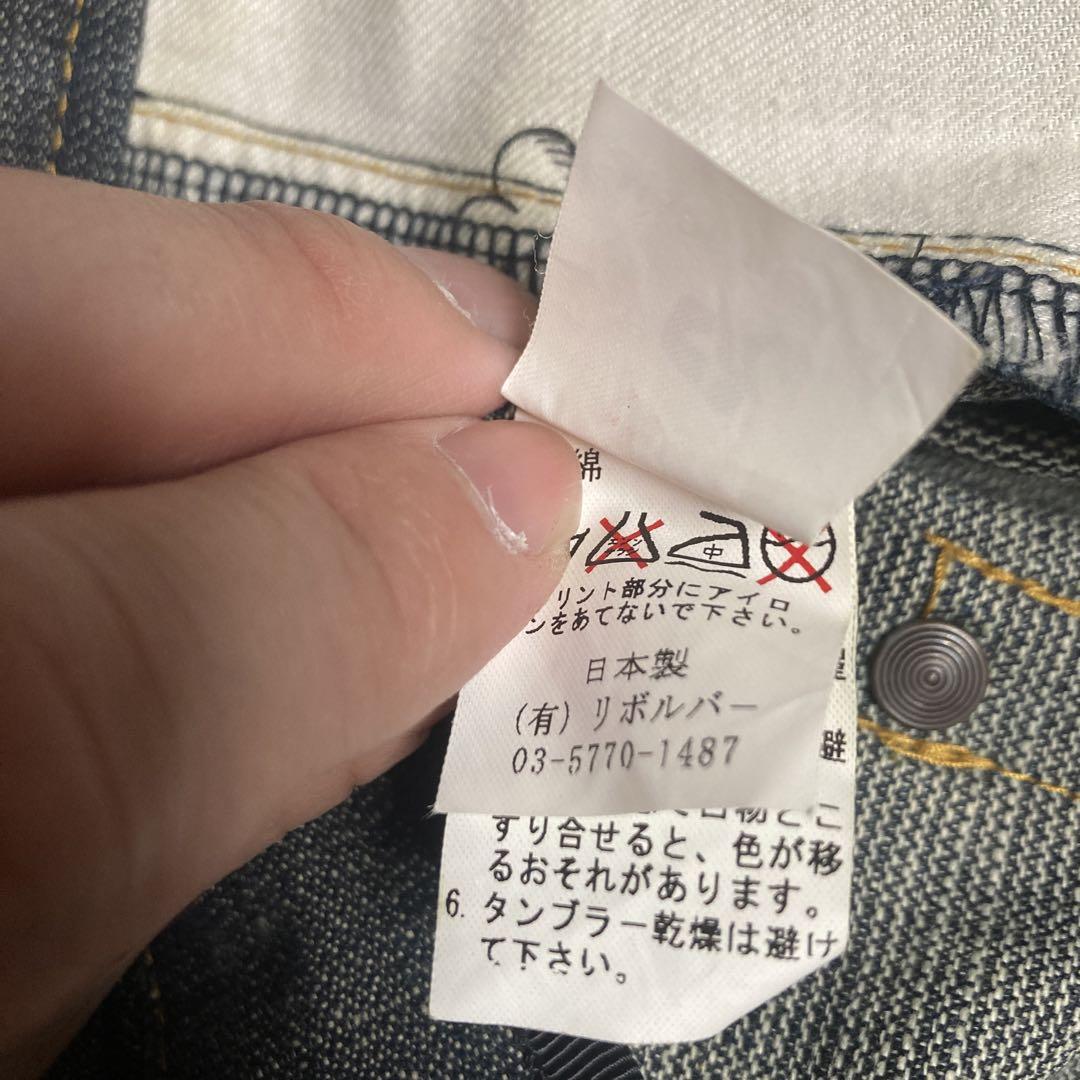 綿
中
リント部分にアイロ
ンをあてないで下さい。
日本製
(有) リボルバー
03-5770-1487
すり合せると、色が移
るおそれがあります。
6. タンブラー乾燥は避け
て下さい。